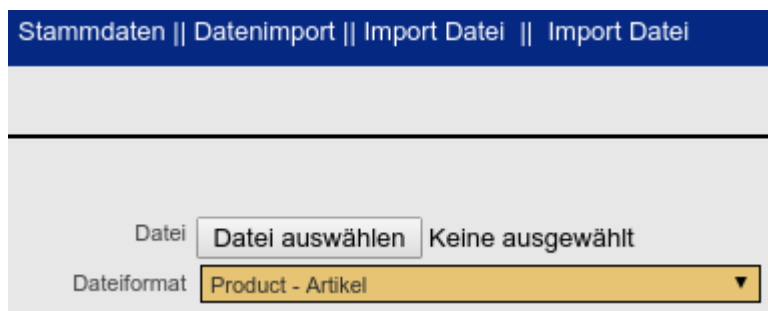 Stammdaten || Datenimport || Import Datei || Import Datei
Datei Datei auswählen Keine ausgewählt
Dateiformat Product - Artikel